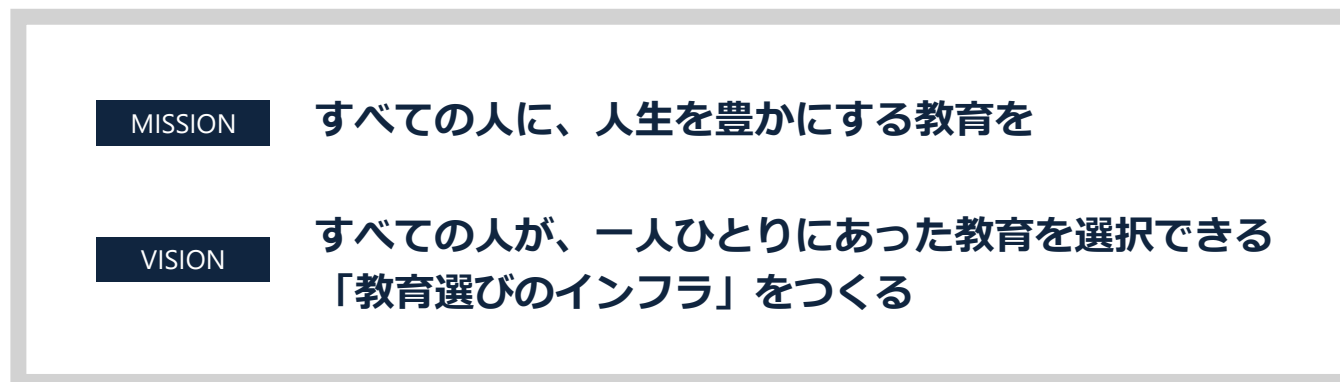 MISSION
すべての人に、人生を豊かにする教育を
VISION
すべての人が、一人ひとりにあった教育を選択できる
「教育選びのインフラ」をつくる